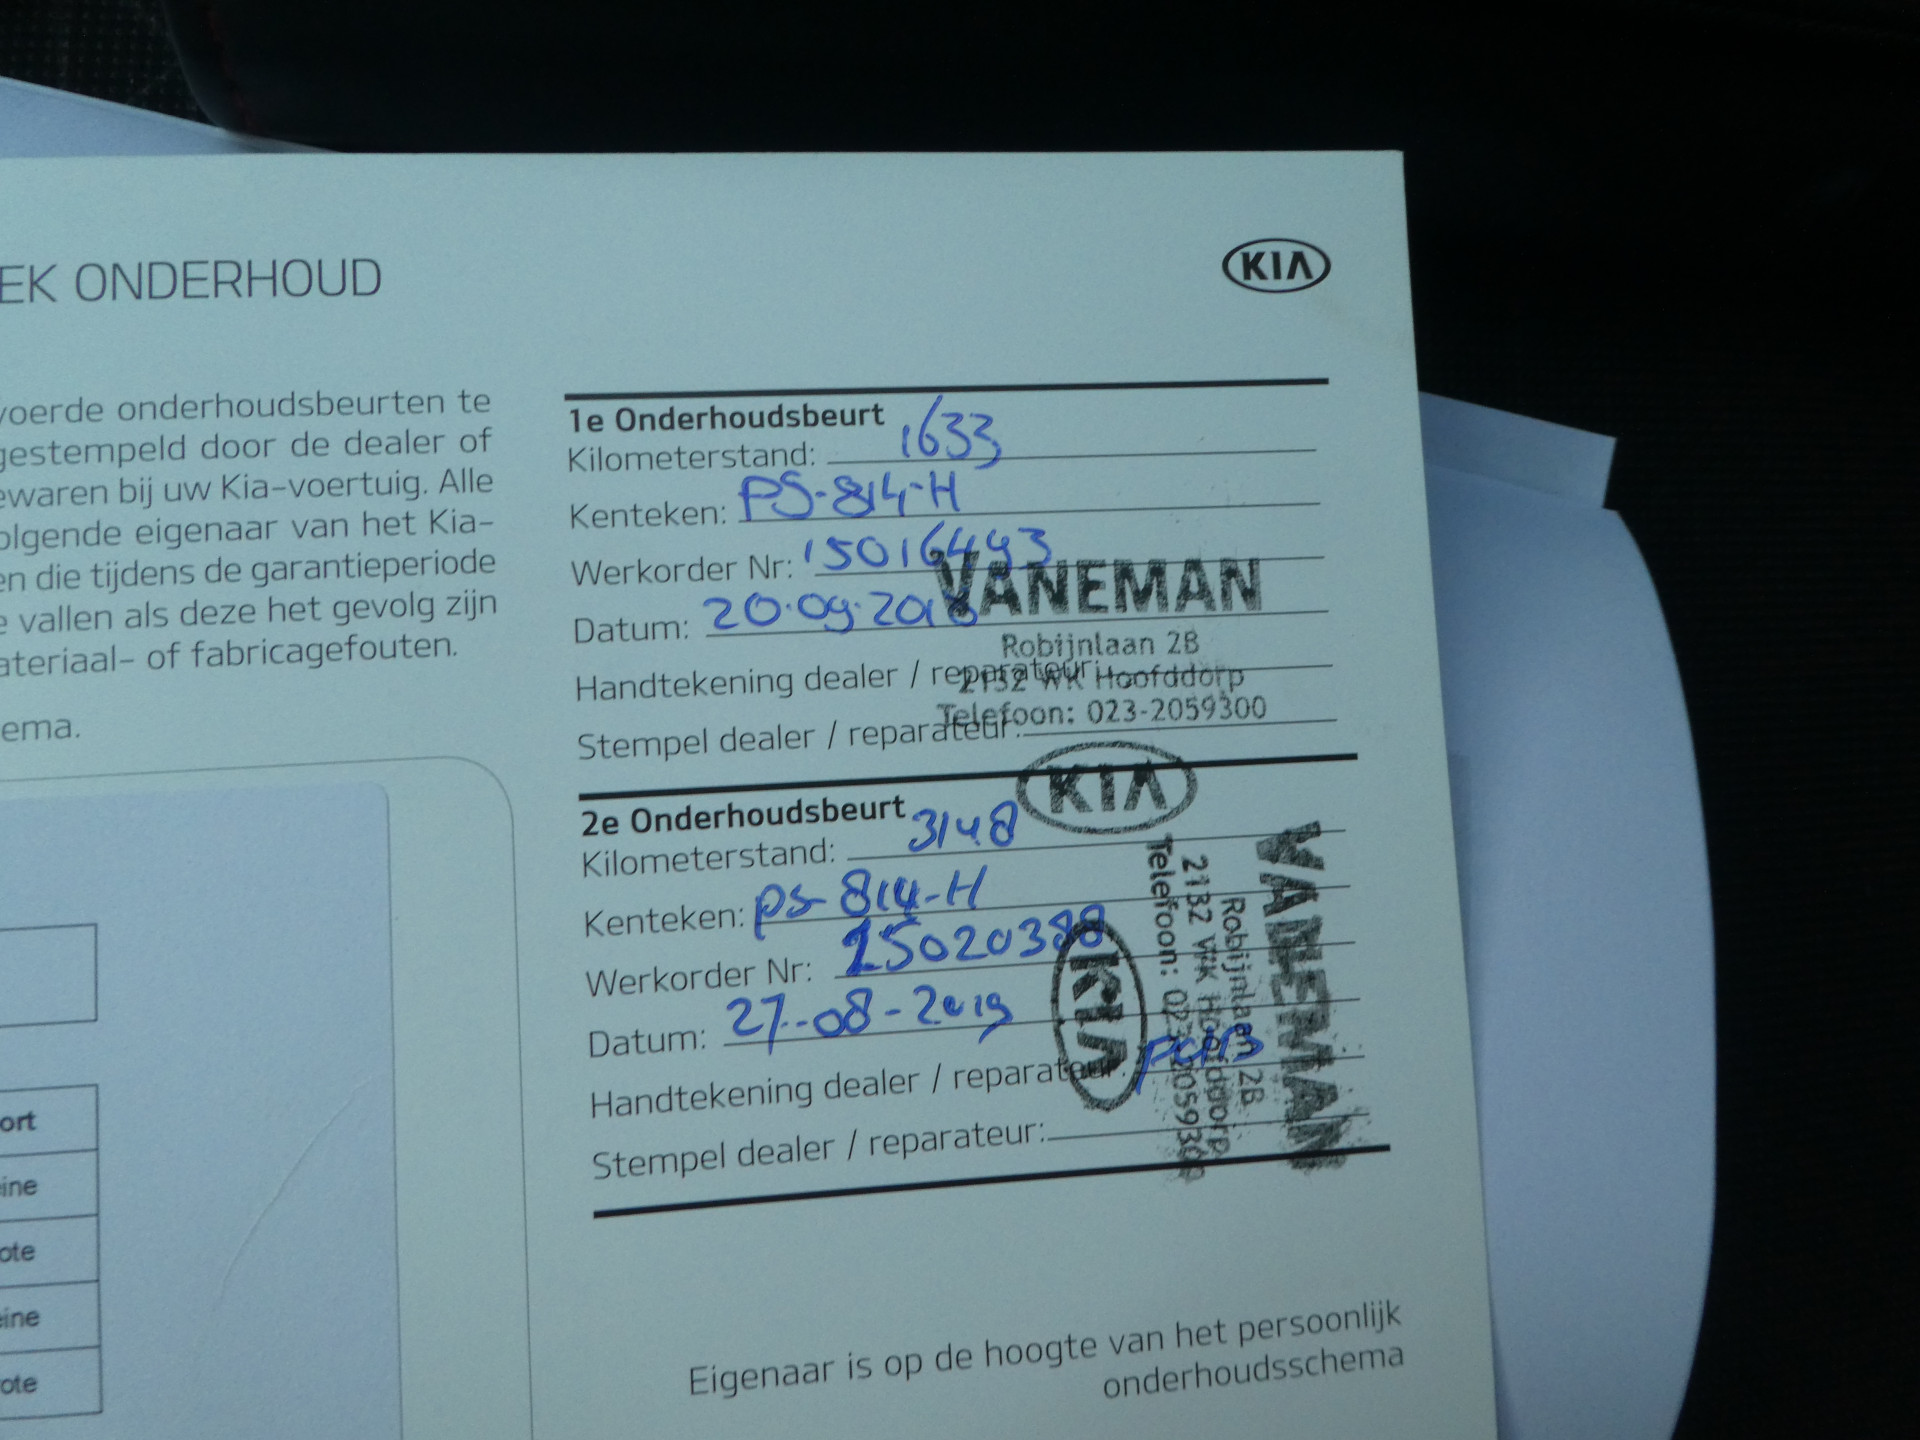 EK ONDERHOUD
KIA
voerde onderhoudsbeurten te
gestempeld door de dealer of
ewaren bij uw Kia-voertuig. Alle
olgende eigenaar van het Kia-
en die tijdens de garantieperiode
e vallen als deze het gevolg zijn
ateriaal- of fabricagefouten.
ema.
ort
eine
ote
eine
ote
1e Onderhoudsbeurt
Kilometerstand: 1633
Kenteken: PS-814-H
Werkorder Nr: 15016493
Datum: 20.09.2018
Handtekening dealer / reparateur:
Stempel dealer / reparateur:
VANEMAN
Robijnlaan 2B
2132 WK Hoofddorp
Telefoon: 023-2059300
KIA
2e Onderhoudsbeurt
Kilometerstand: 3148
Kenteken: PS-814-H
Werkorder Nr: 15020388
Datum: 27-08-2019
Handtekening dealer / reparateur:
Stempel dealer / reparateur:
VANEMAN
Robijnlaan 2B
2132 WK Hoofddorp
Telefoon: 023-2059300
KIA
Eigenaar is op de hoogte van het persoonlijk
onderhoudsschema